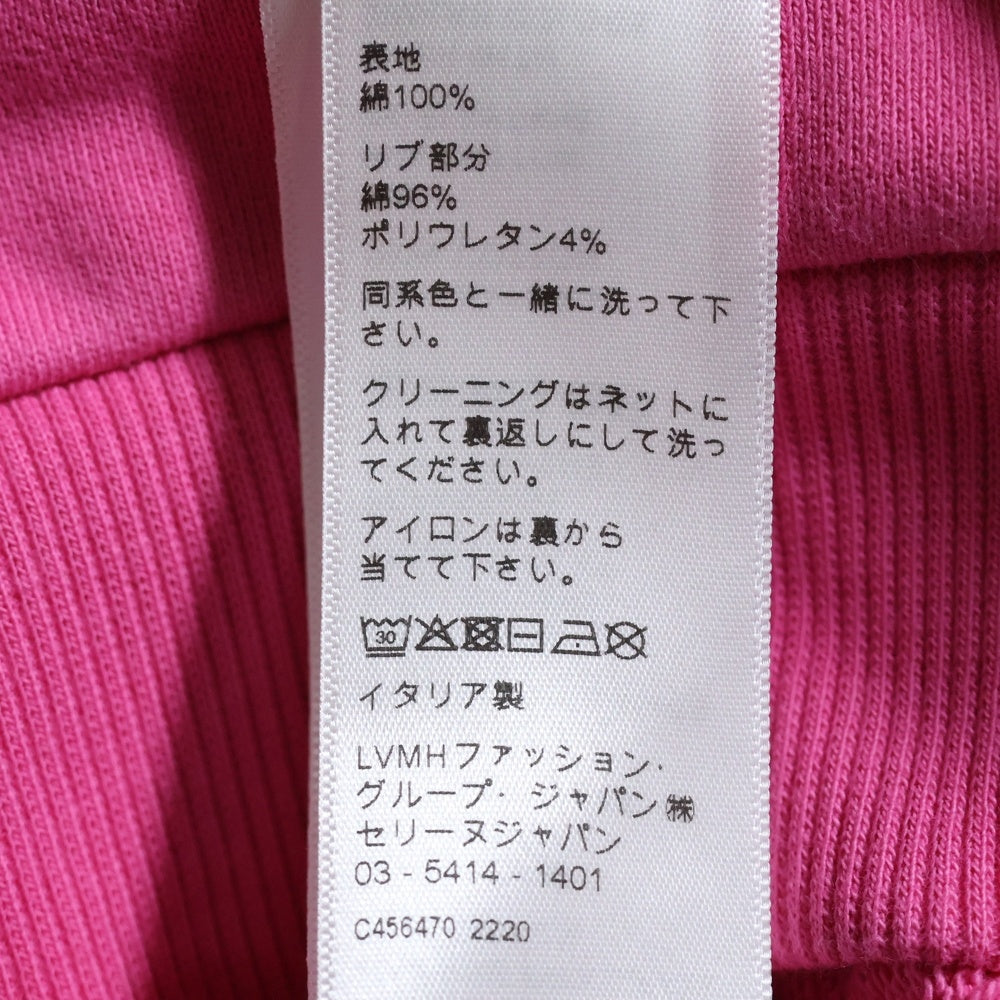 表地
綿100%
リブ部分
綿96%
ポリウレタン4%
同系色と一緒に洗って下
さい。
クリーニングはネットに
入れて裏返しにして洗っ
てください。
アイロンは裏から
当てて下さい。
30
イタリア製
LVMHファッション・
グループ・ジャパン㈱
セリーヌジャパン
03 - 5414 - 1401
C456470 2220